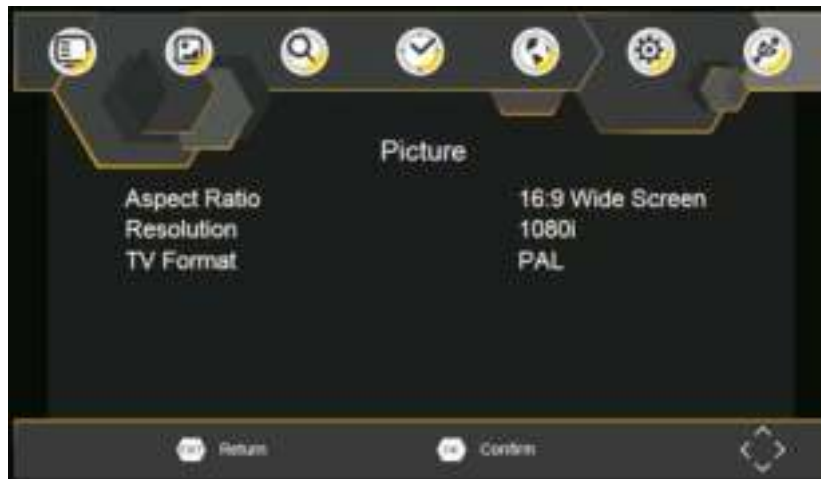 Picture
Aspect Ratio 16:9 Wide Screen
Resolution 1080i
TV Format PAL
Return Confirm